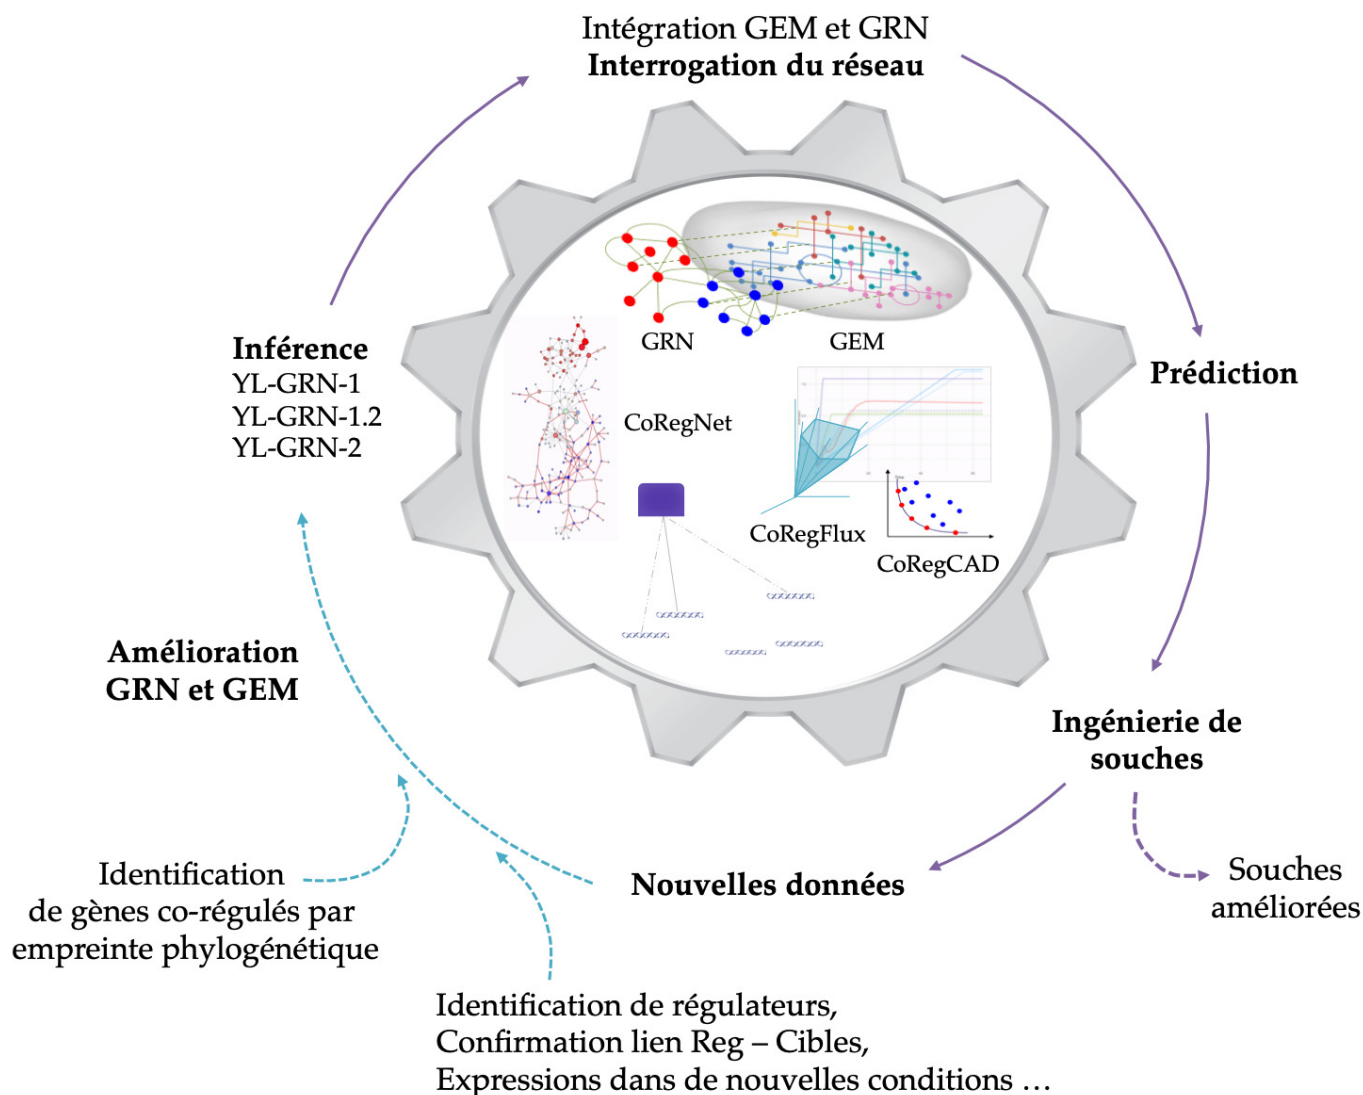 Intégration GEM et GRN
Interrogation du réseau
GRN
GEM
Inférence
YL-GRN-1
YL-GRN-1.2
YL-GRN-2
Prédiction
CoRegNet
CoRegFlux
CoRegCAD
Amélioration
GRN et GEM
Ingénierie de
souches
Nouvelles données
Souches
améliorées
Identification
de gènes co-régulés par
empreinte phylogénétique
Identification de régulateurs,
Confirmation lien Reg – Cibles,
Expressions dans de nouvelles conditions …